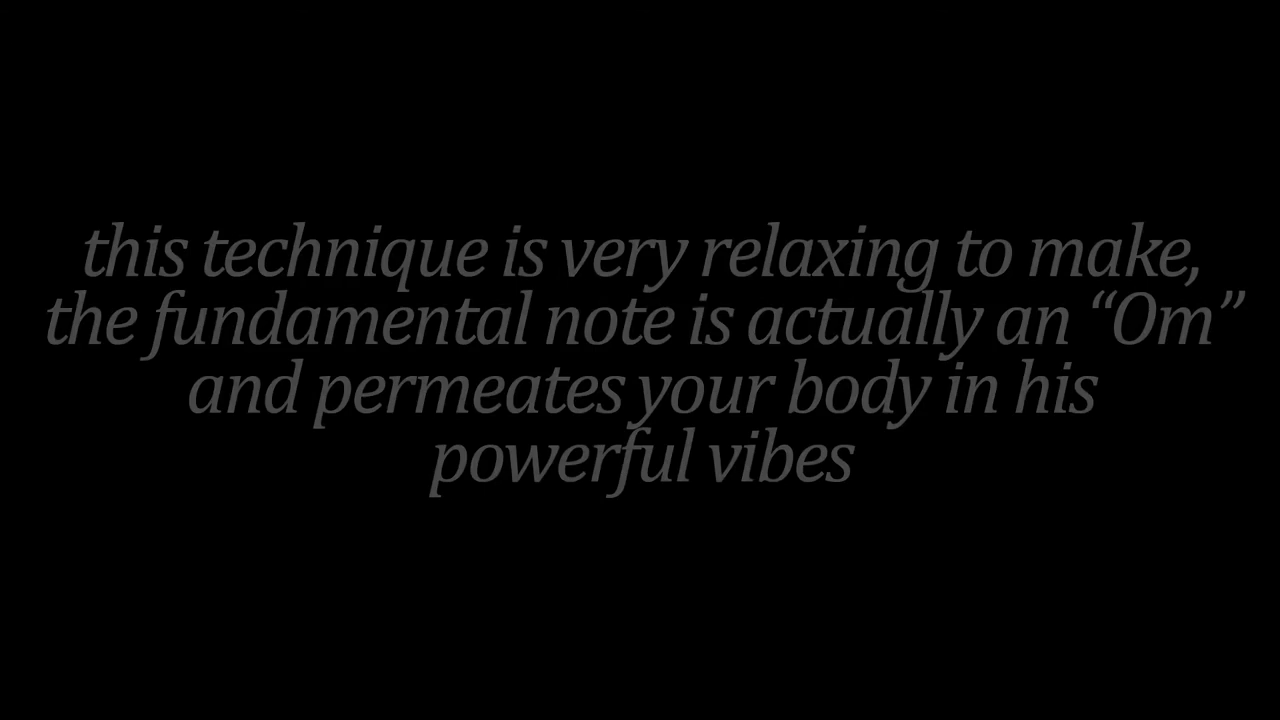 this technique is very relaxing to make,
the fundamental note is actually an “Om”
and permeates your body in his
powerful vibes